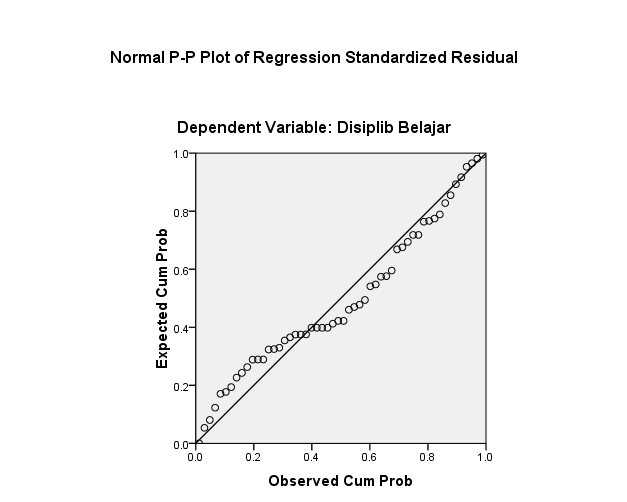 Normal P-P Plot of Regression Standardized Residual
Dependent Variable: Disiplib Belajar
Expected Cum Prob
1.0
0.8
0.6
0.4
0.2
0.0
0.0 0.2 0.4 0.6 0.8 1.0
Observed Cum Prob